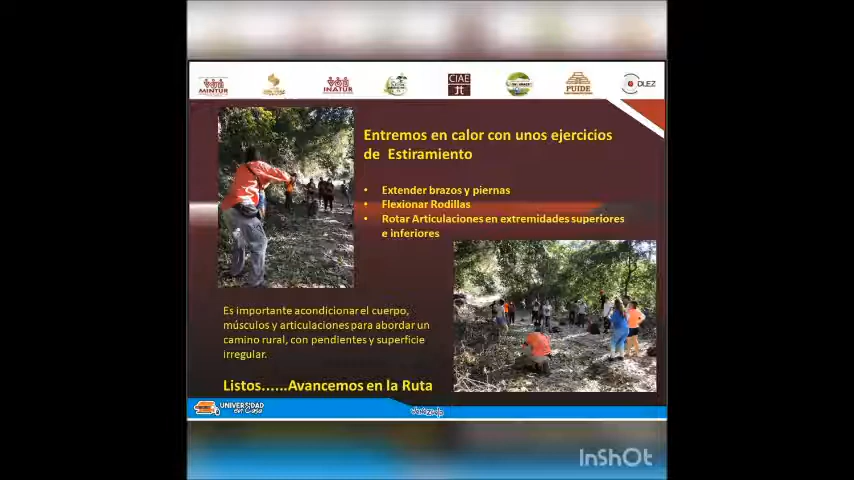 MINTUR
INATUR
CIAE
PUIDE
OLEZ
Entremos en calor con unos ejercicios
de Estiramiento
• Extender brazos y piernas
• Flexionar Rodillas
• Rotar Articulaciones en extremidades superiores
e inferiores
Es importante acondicionar el cuerpo,
músculos y articulaciones para abordar un
camino rural, con pendientes y superficie
irregular.
Listos......Avancemos en la Ruta
UNIVERSIDAD
en Casa
InShOt